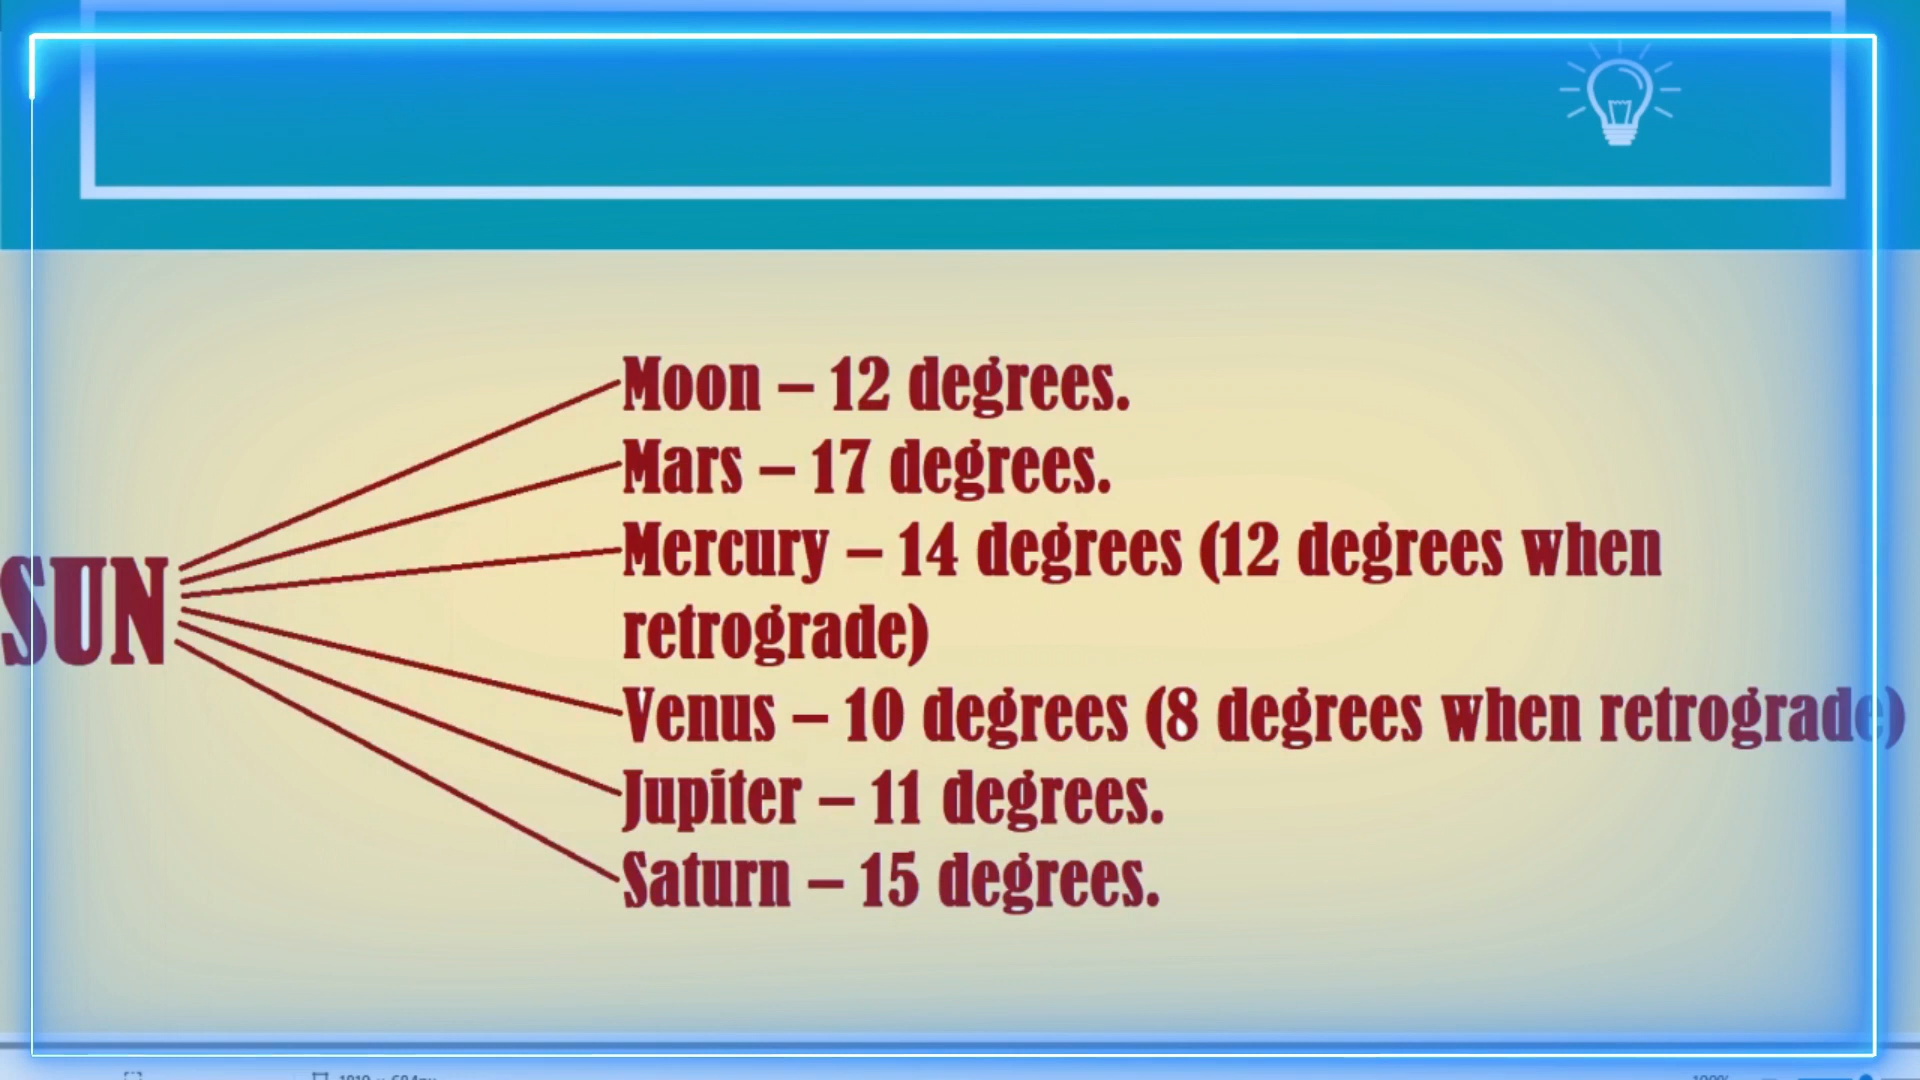 Moon – 12 degrees.
Mars – 17 degrees.
Mercury – 14 degrees (12 degrees when
retrograde)
SUN
Venus – 10 degrees (8 degrees when retrograde)
Jupiter – 11 degrees.
Saturn – 15 degrees.